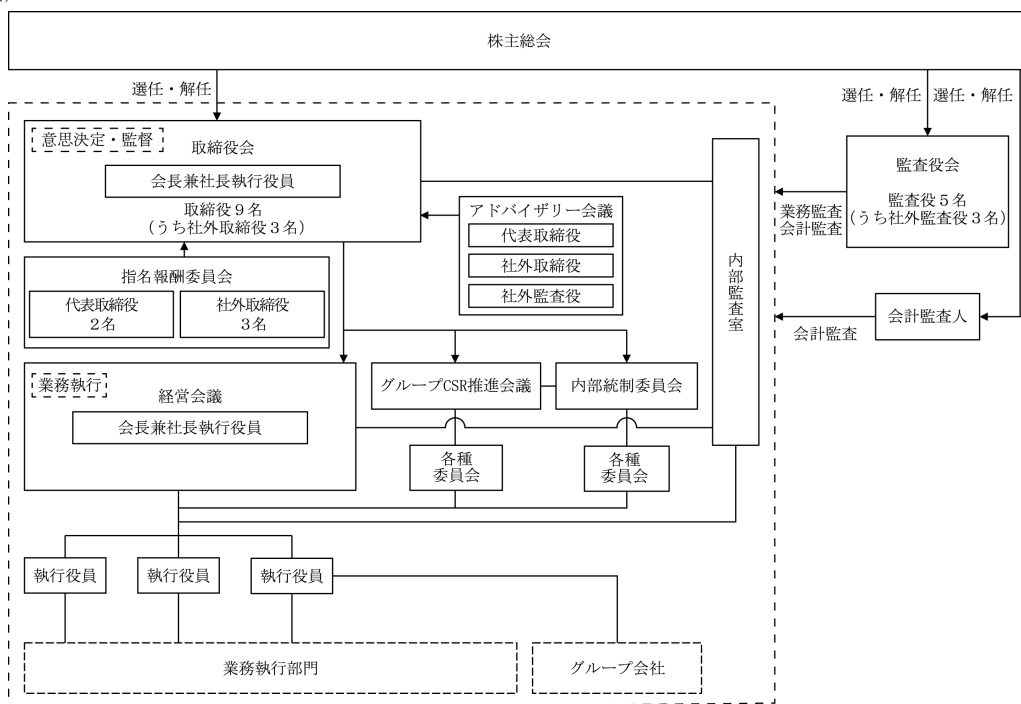 株主総会
選任・解任
選任・解任
選任・解任
意思決定・監督
取締役会
会長兼社長執行役員
取締役9名
(うち社外取締役3名)
監査役会
監査役5名
(うち社外監査役3名)
業務監査
会計監査
アドバイザリー会議
代表取締役
社外取締役
社外監査役
内部監査室
指名報酬委員会
代表取締役
2名
社外取締役
3名
会計監査人
会計監査
業務執行
経営会議
会長兼社長執行役員
グループCSR推進会議
内部統制委員会
各種
委員会
各種
委員会
執行役員
執行役員
執行役員
業務執行部門
グループ会社